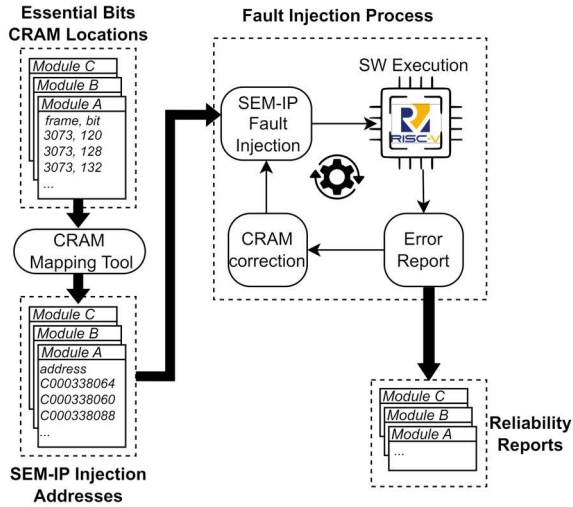 Essential Bits
CRAM Locations
Module C
Module B
Module A
frame, bit
3073, 120
3073, 128
3073, 132
...
CRAM
Mapping Tool
Module C
Module B
Module A
address
C000338064
C000338060
C000338088
...
SEM-IP Injection
Addresses
Fault Injection Process
SEM-IP
Fault
Injection
SW Execution
RISC-V
CRAM
correction
Error
Report
Module C
Module B
Module A
...
Reliability
Reports